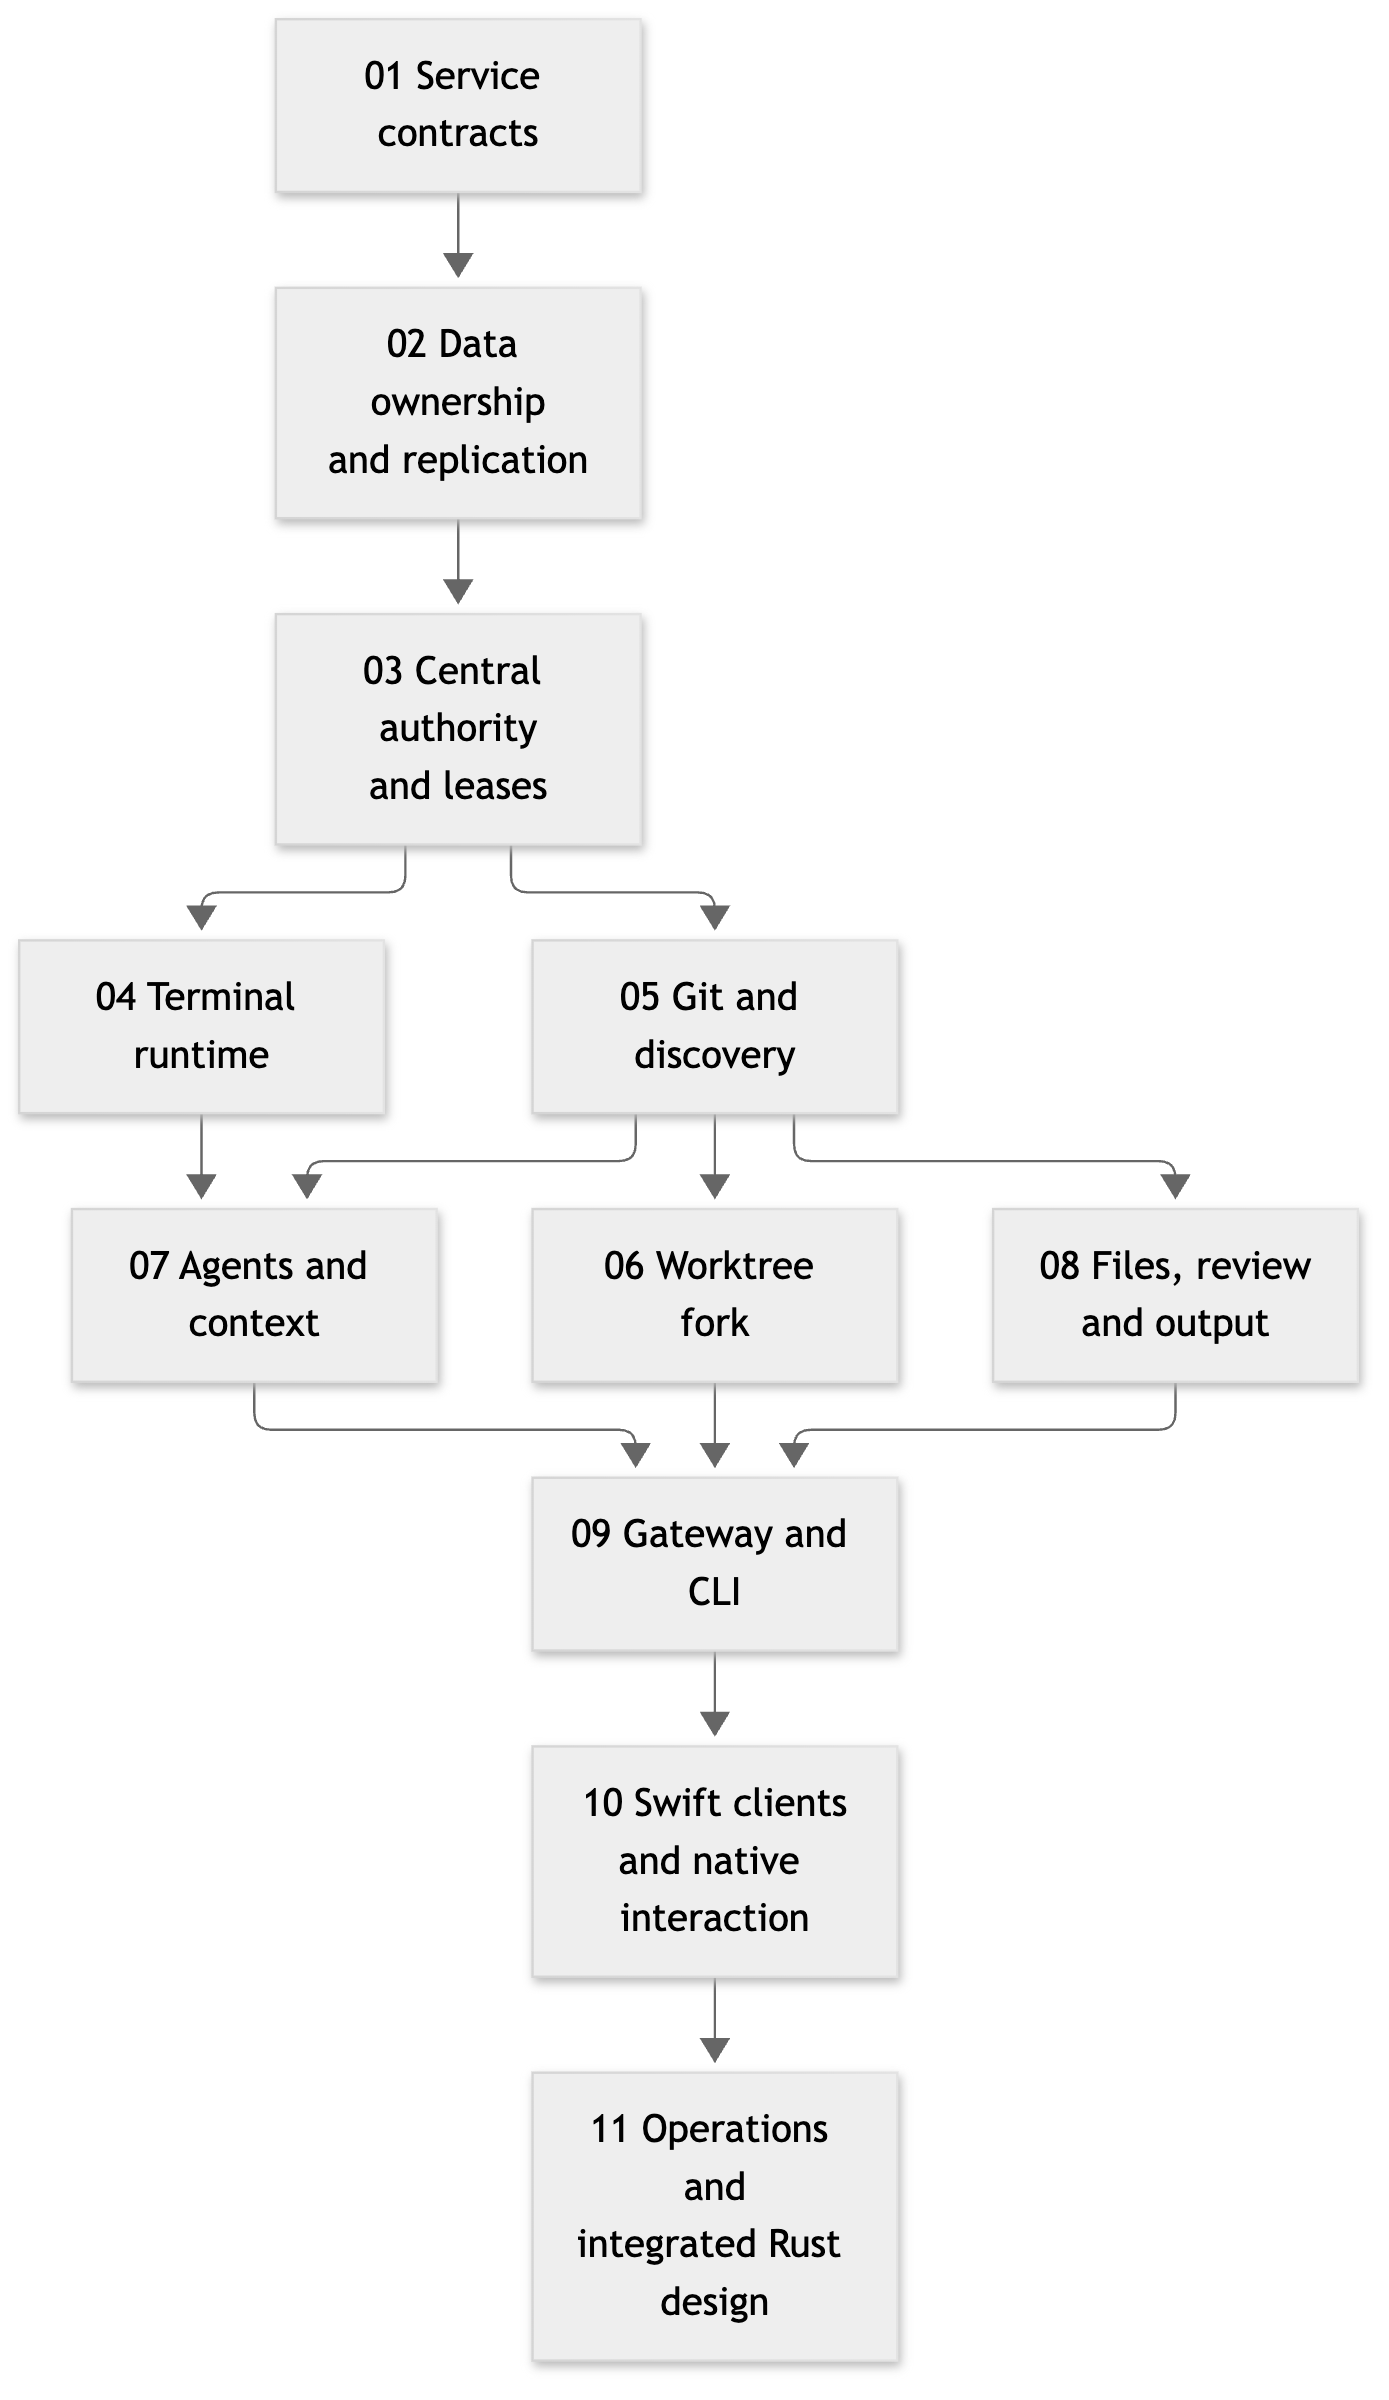 01 Service
contracts
02 Data
ownership
and replication
03 Central
authority
and leases
04 Terminal
runtime
05 Git and
discovery
07 Agents and
context
06 Worktree
fork
08 Files, review
and output
09 Gateway and
CLI
10 Swift clients
and native
interaction
11 Operations
and
integrated Rust
design